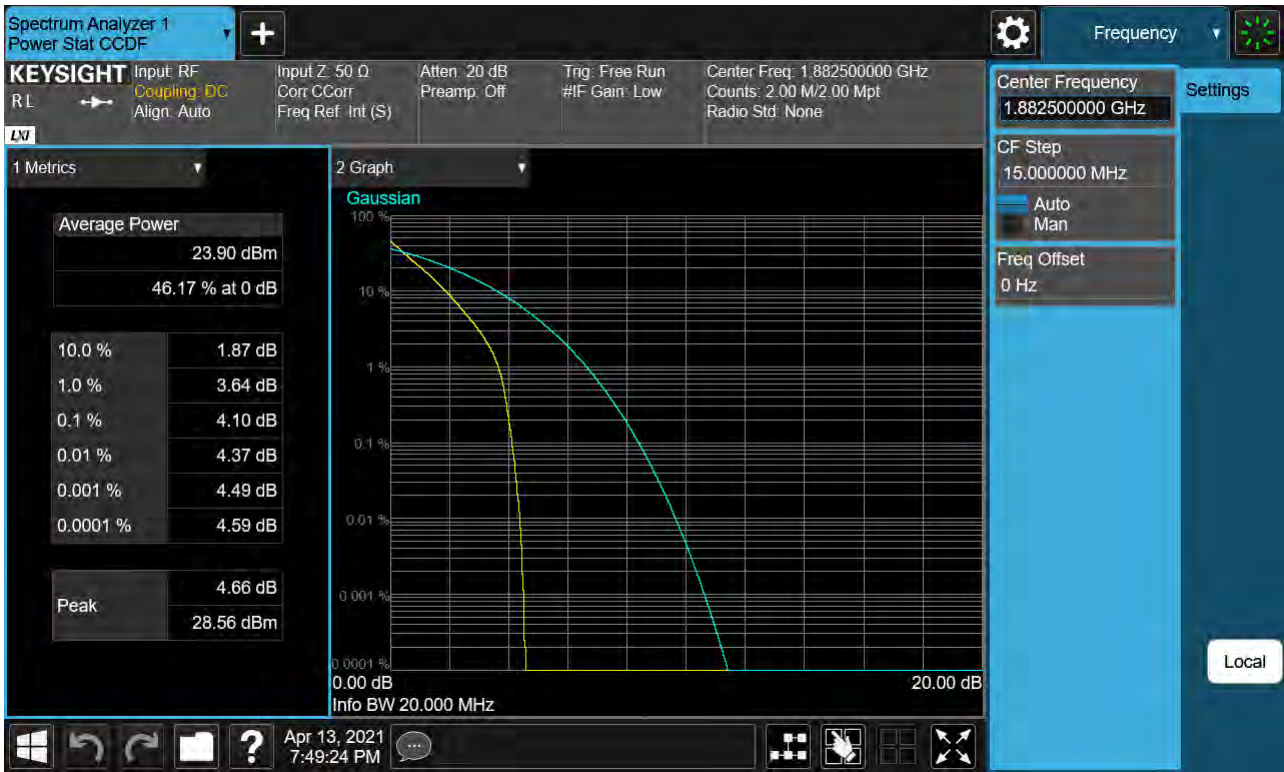 Spectrum Analyzer 1
Power Stat CCDF
+
Frequency
KEYSIGHT
RL
LXI
Input: RF
Coupling: DC
Align: Auto
Input Z: 50 Ω
Corr CCorr
Freq Ref: Int (S)
Atten: 20 dB
Preamp: Off
Trig: Free Run
#IF Gain: Low
Center Freq: 1.882500000 GHz
Counts: 2.00 M/2.00 Mpt
Radio Std: None
Center Frequency
1.882500000 GHz
Settings
CF Step
15.000000 MHz
Auto
Man
Freq Offset
0 Hz
1 Metrics
Average Power
23.90 dBm
46.17 % at 0 dB
10.0 % 1.87 dB
1.0 % 3.64 dB
0.1 % 4.10 dB
0.01 % 4.37 dB
0.001 % 4.49 dB
0.0001 % 4.59 dB
Peak
4.66 dB
28.56 dBm
2 Graph
Gaussian
100 %
10 %
1 %
0.1 %
0.01 %
0.001 %
0.0001 %
0.00 dB
20.00 dB
Info BW 20.000 MHz
Local
?
Apr 13, 2021
7:49:24 PM